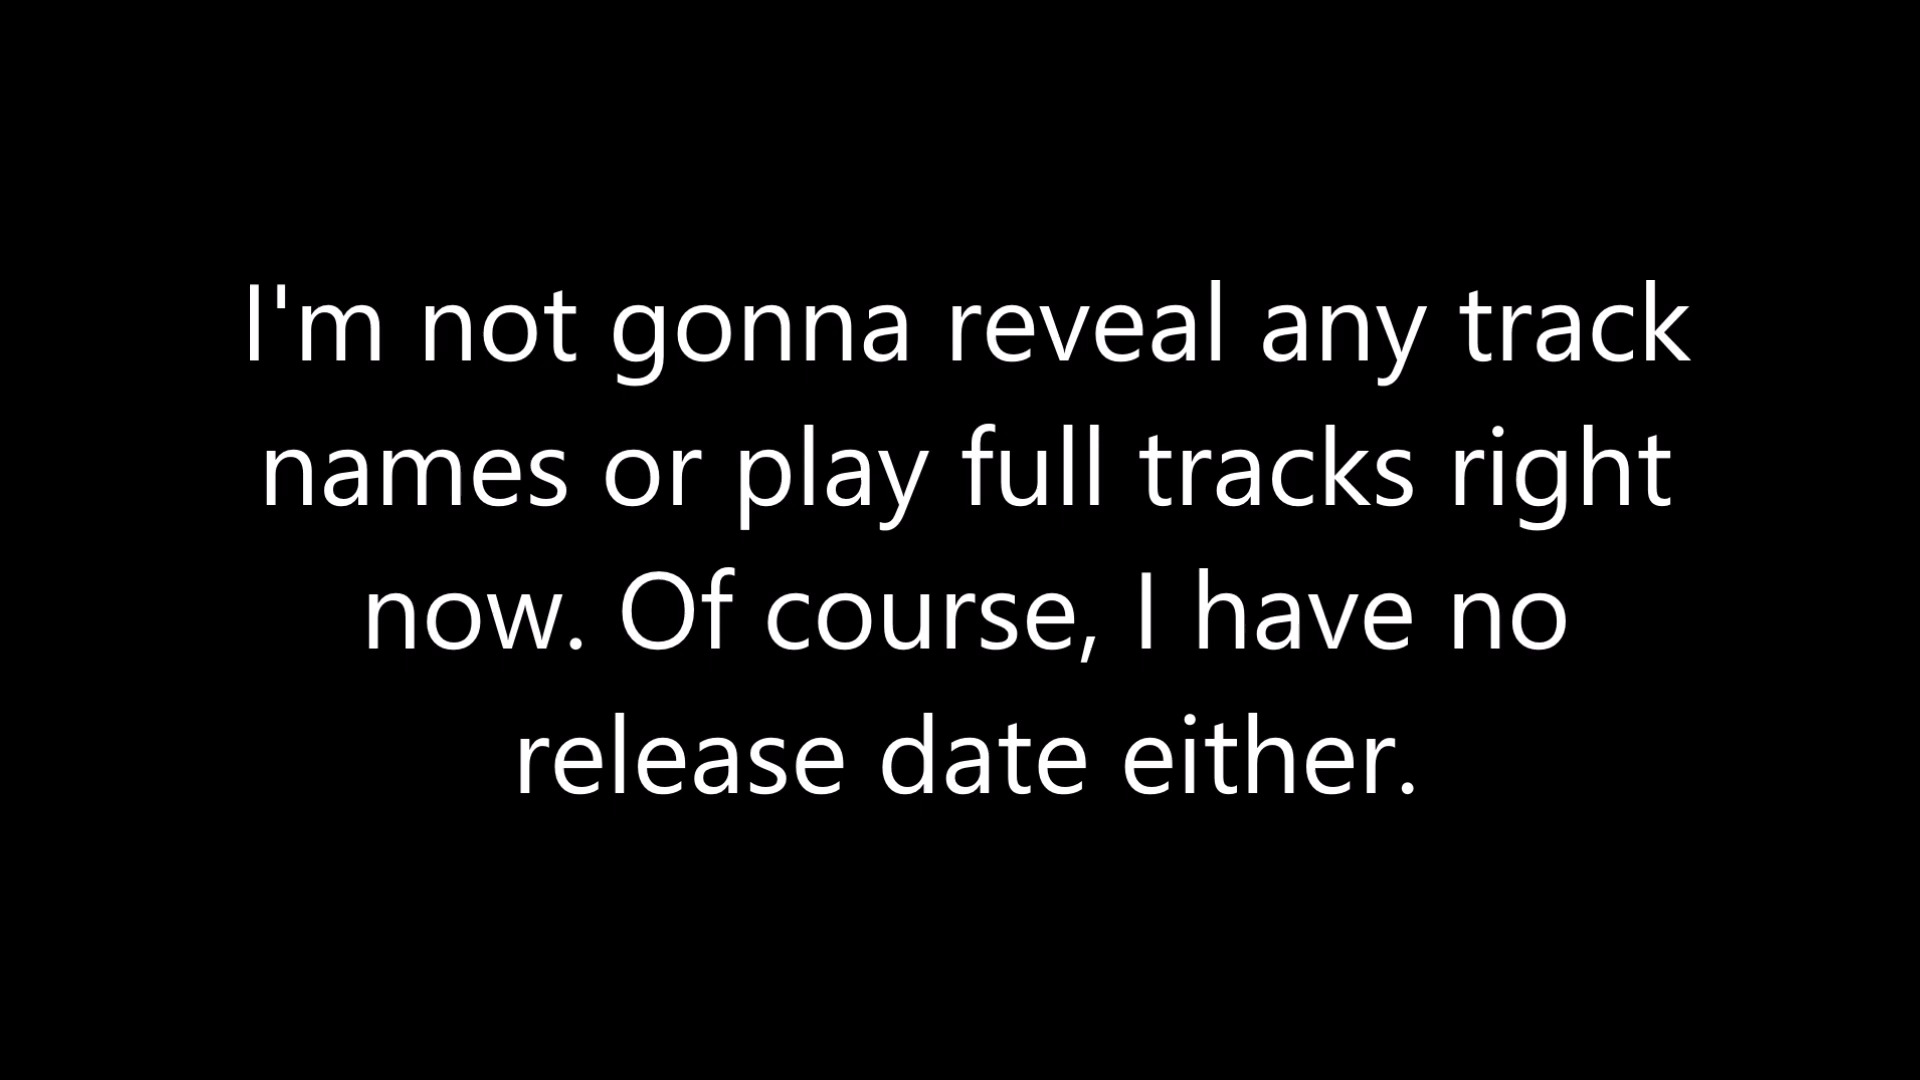 I'm not gonna reveal any track
names or play full tracks right
now. Of course, I have no
release date either.